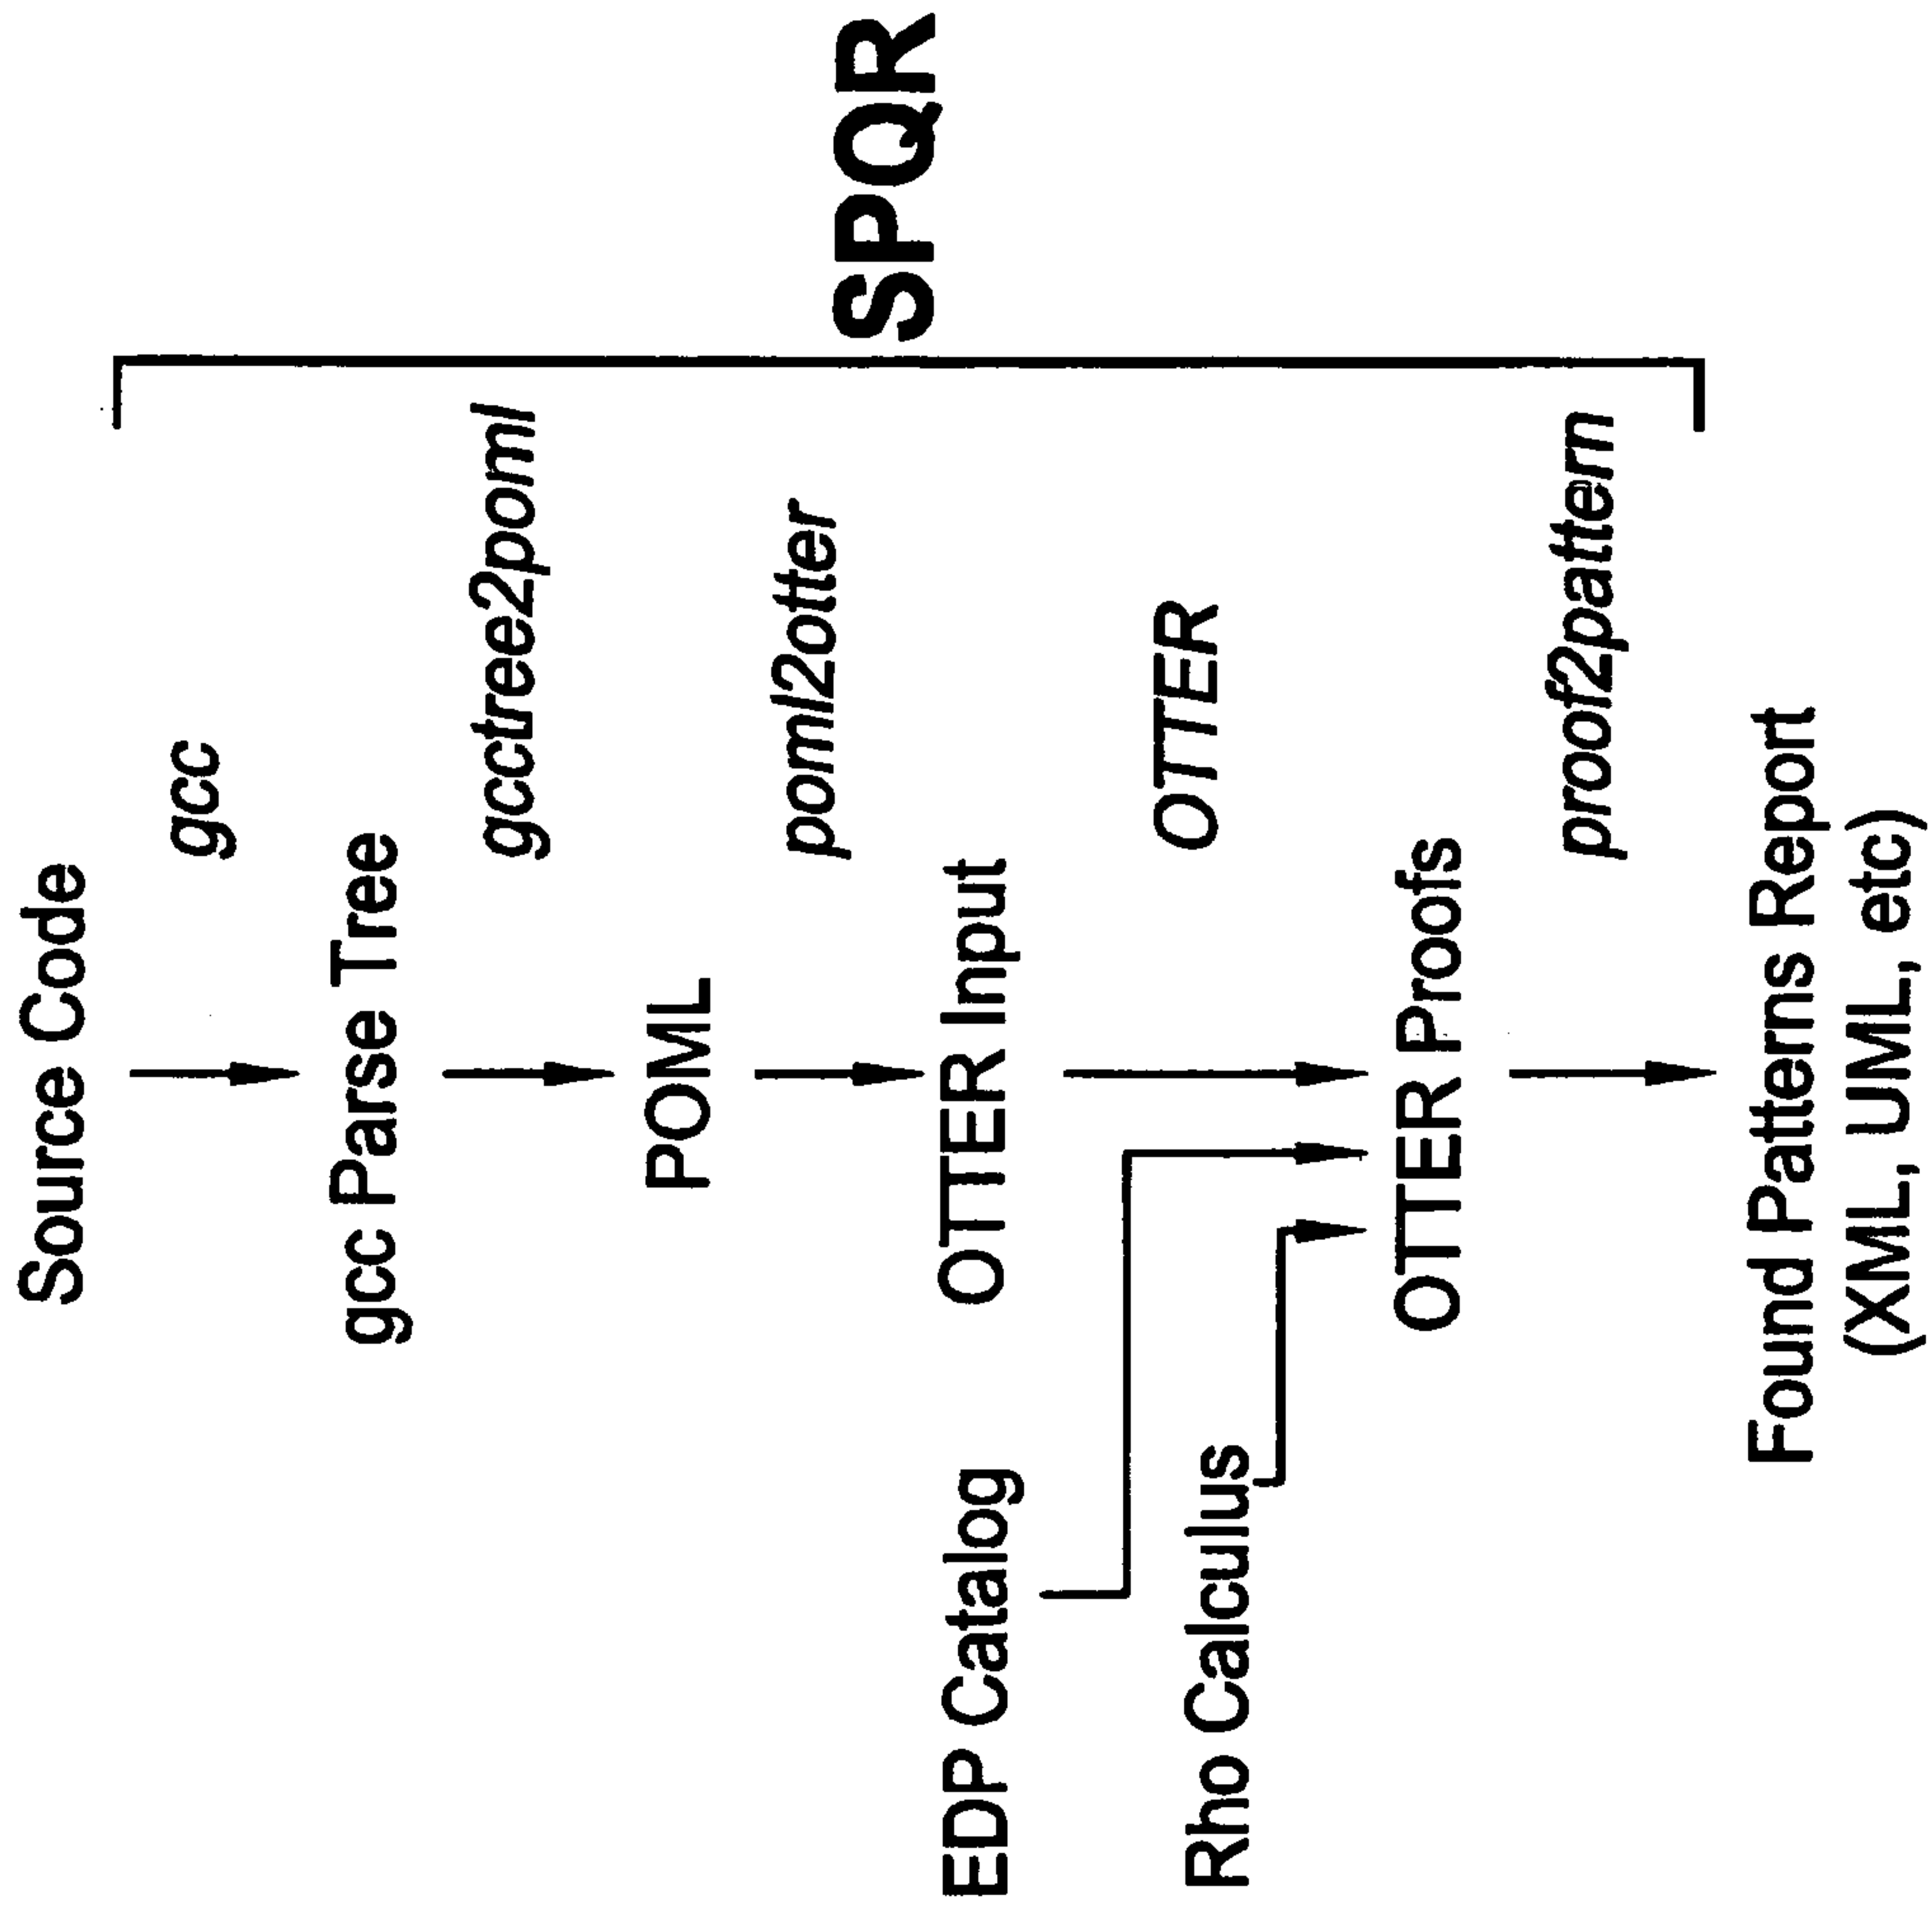 Source Code
gcc
gcc Parse Tree
gcctree2poml
POML
poml2otter
EDP Catalog
OTTER Input
SPQR
Rho Calculus
OTTER
OTTER Proofs
proof2pattern
Found Patterns Report
(XML, UML, etc)